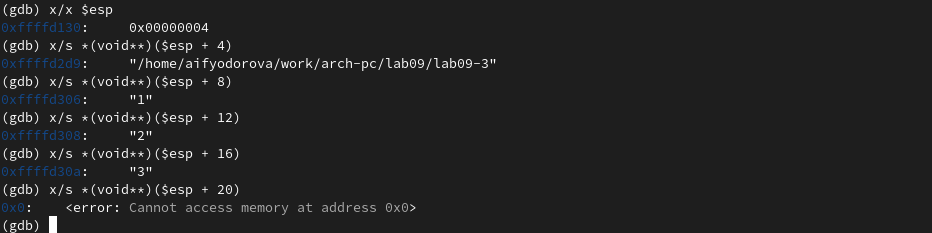 (gdb) x/x $esp
0xffffd130:     0x00000004
(gdb) x/s *(void**)($esp + 4)
0xffffd2d9:     "/home/aifyodorova/work/arch-pc/lab09/lab09-3"
(gdb) x/s *(void**)($esp + 8)
0xffffd306:     "1"
(gdb) x/s *(void**)($esp + 12)
0xffffd308:     "2"
(gdb) x/s *(void**)($esp + 16)
0xffffd30a:     "3"
(gdb) x/s *(void**)($esp + 20)
0x0:    <error: Cannot access memory at address 0x0>
(gdb)